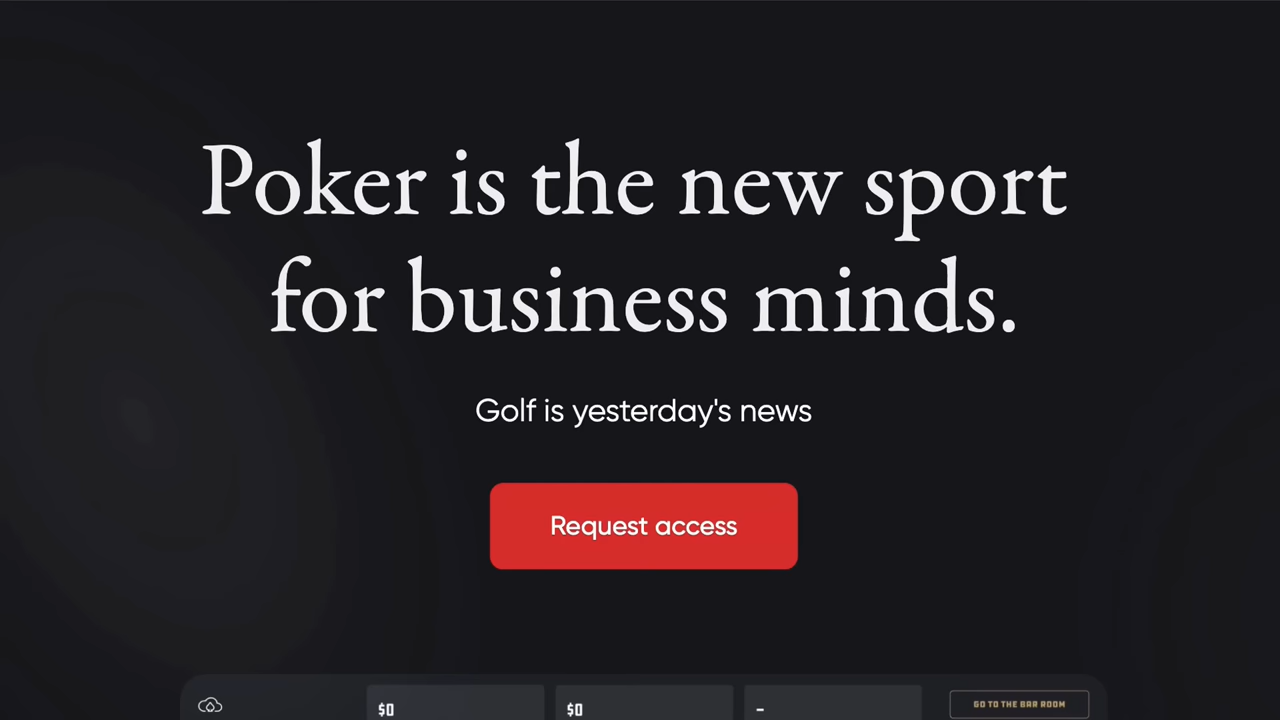 Poker is the new sport
for business minds.
Golf is yesterday's news
Request access
$0
$0
–
GO TO THE BAR ROOM